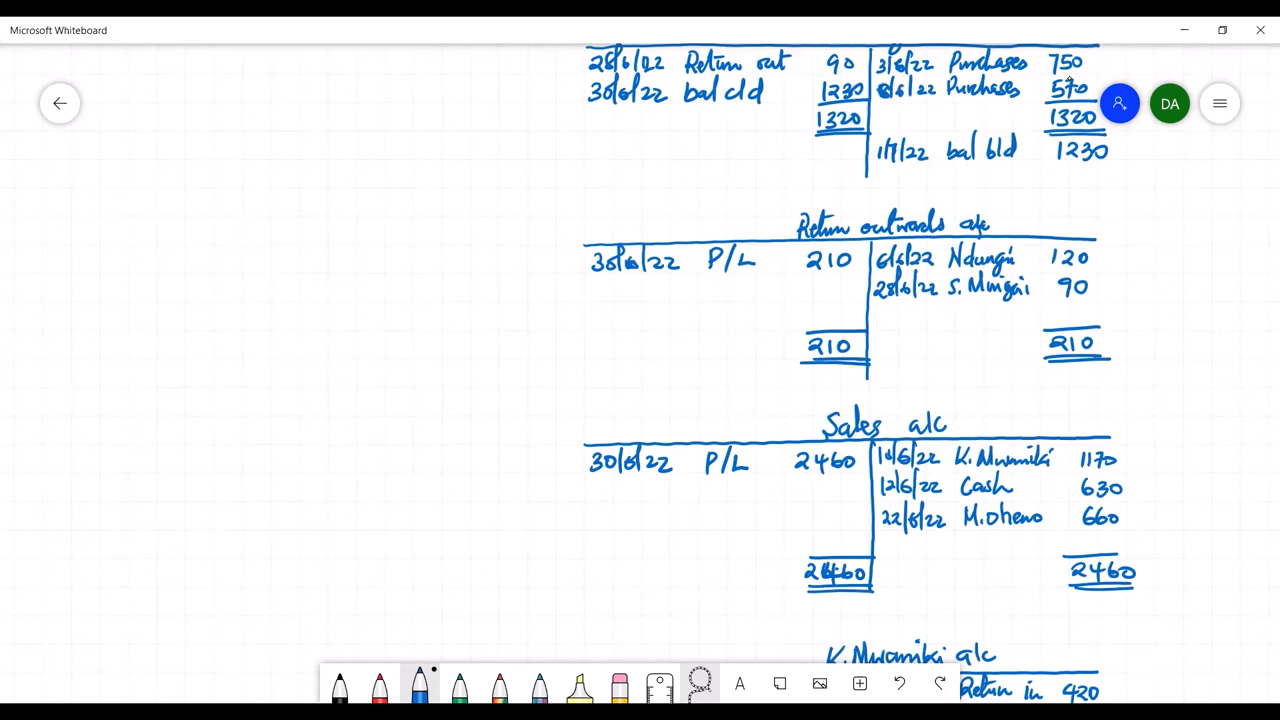 Microsoft Whiteboard
28/6/22 Return out 90 3/6/22 Purchases 750
30/6/22 bal c/d 1230 8/6/22 Purchases 570
1320 1320
DA
1/7/22 bal b/d 1230
Return outwards a/c
30/6/22 P/L 210 6/6/22 Ndungu 120
28/6/22 S. Mungai 90
210 210
Sales a/c
30/6/22 P/L 2460 10/6/22 K. Mwaniki 1170
12/6/22 Cash 630
22/6/22 M. Otieno 660
2460 2460
K. Mwaniki a/c
Return in 420